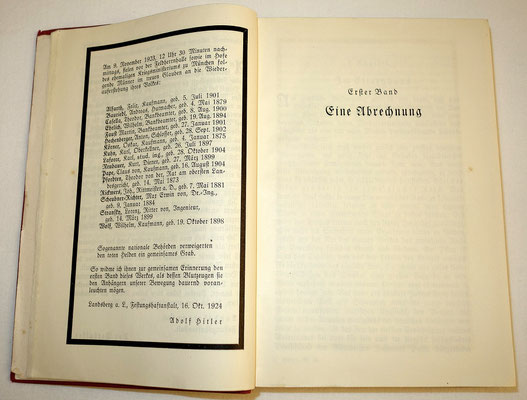 Am 9. November 1923, 12 Uhr 30 Minuten nach-
mittags, fielen vor der Feldherrnhalle sowie im Hofe
des ehemaligen Kriegsministeriums zu München fol-
gende Männer im treuen Glauben an die Wieder-
auferstehung ihres Volkes:
Alfarth, Felix, Kaufmann, geb. 5. Juli 1901
Bauriedl, Andreas, Hutmacher, geb. 4. Mai 1879
Casella, Theodor, Bankbeamter, geb. 8. Aug. 1900
Ehrlich, Wilhelm, Bankbeamter, geb. 19. Aug. 1894
Faust, Martin, Bankbeamter, geb. 27. Januar 1901
Hechenberger, Anton, Schlosser, geb. 28. Sept. 1902
Körner, Oskar, Kaufmann, geb. 4. Januar 1875
Kuhn, Karl, Oberkellner, geb. 26. Juli 1897
Laforce, Karl, stud. ing., geb. 28. Oktober 1904
Neubauer, Kurt, Diener, geb. 27. März 1899
Pape, Claus von, Kaufmann, geb. 16. August 1904
Pfordten, Theodor von der, Rat am obersten Lan-
desgericht, geb. 14. Mai 1873
Rickmers, Joh., Rittmeister a. D., geb. 7. Mai 1881
Scheubner-Richter, Max Erwin von, Dr.-Ing.,
geb. 9. Januar 1884
Stransky, Lorenz, Ritter von, Ingenieur,
geb. 14. März 1899
Wolf, Wilhelm, Kaufmann, geb. 19. Oktober 1898
Sogenannte nationale Behörden verweigerten
den toten Helden ein gemeinsames Grab.
So widme ich ihnen zur gemeinsamen Erinnerung den
ersten Band dieses Werkes, als dessen Blutzeugen sie
den Anhängern unserer Bewegung dauernd voran-
leuchten mögen.
Landsberg a. L., Festungshaftanstalt, 16. Okt. 1924
Adolf Hitler
Erster Band
Eine Abrechnung